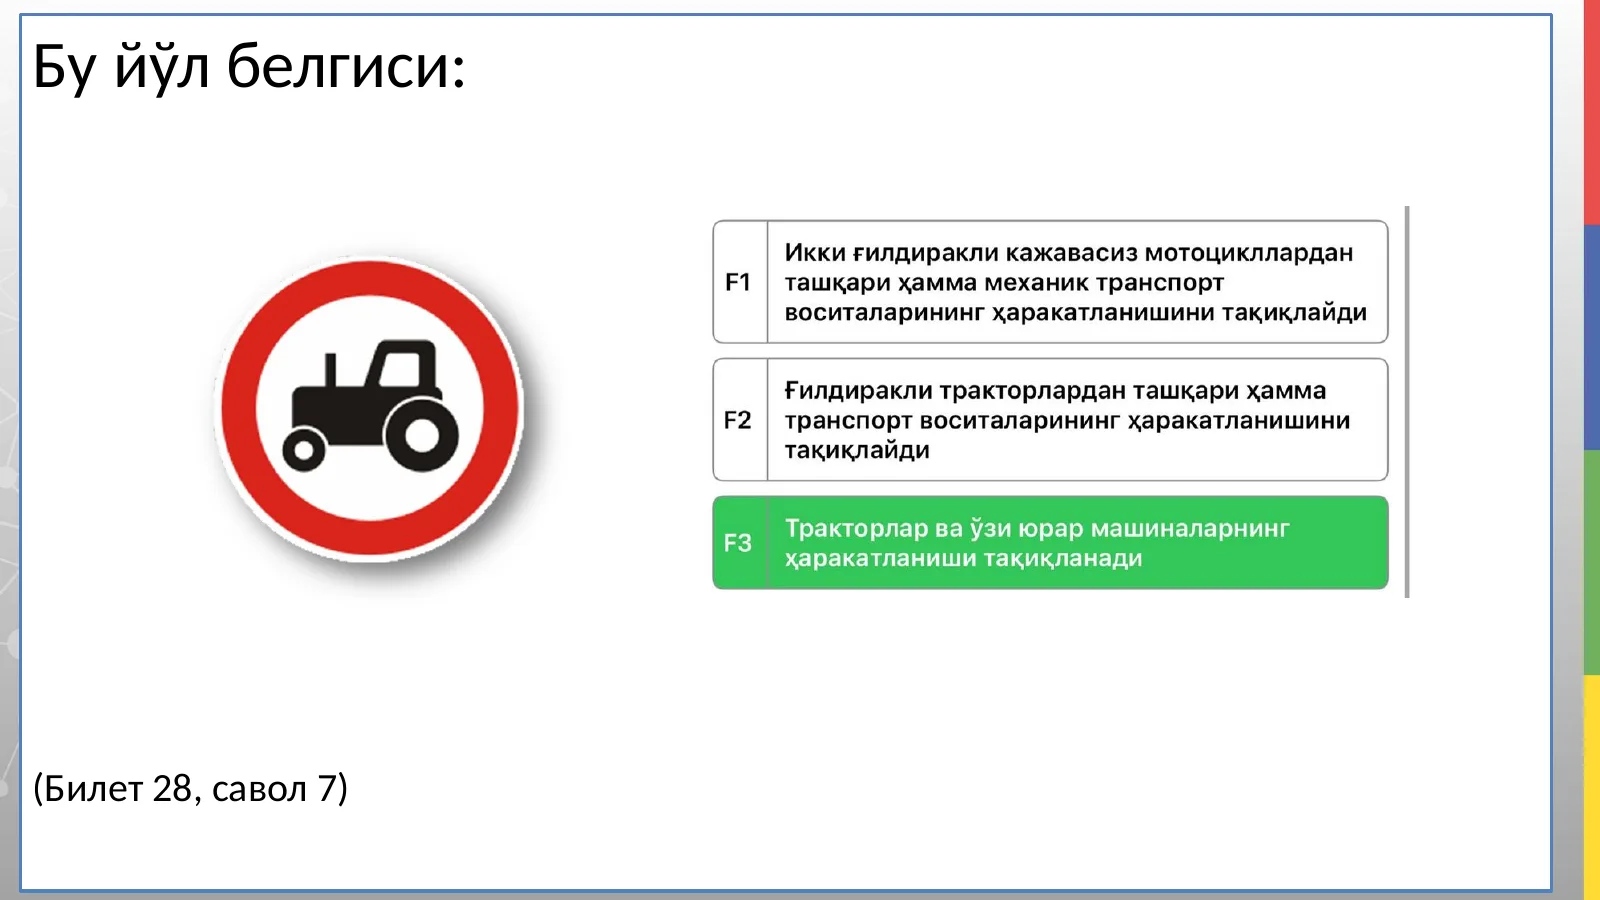 Бу йўл белгиси:
F1
Икки ғилдиракли кажавасиз мотоцикллардан
ташқари ҳамма механик транспорт
воситаларининг ҳаракатланишини тақиқлайди
F2
Ғилдиракли тракторлардан ташқари ҳамма
транспорт воситаларининг ҳаракатланишини
тақиқлайди
F3
Тракторлар ва ўзи юрар машиналарнинг
ҳаракатланиши тақиқланади
(Билет 28, савол 7)